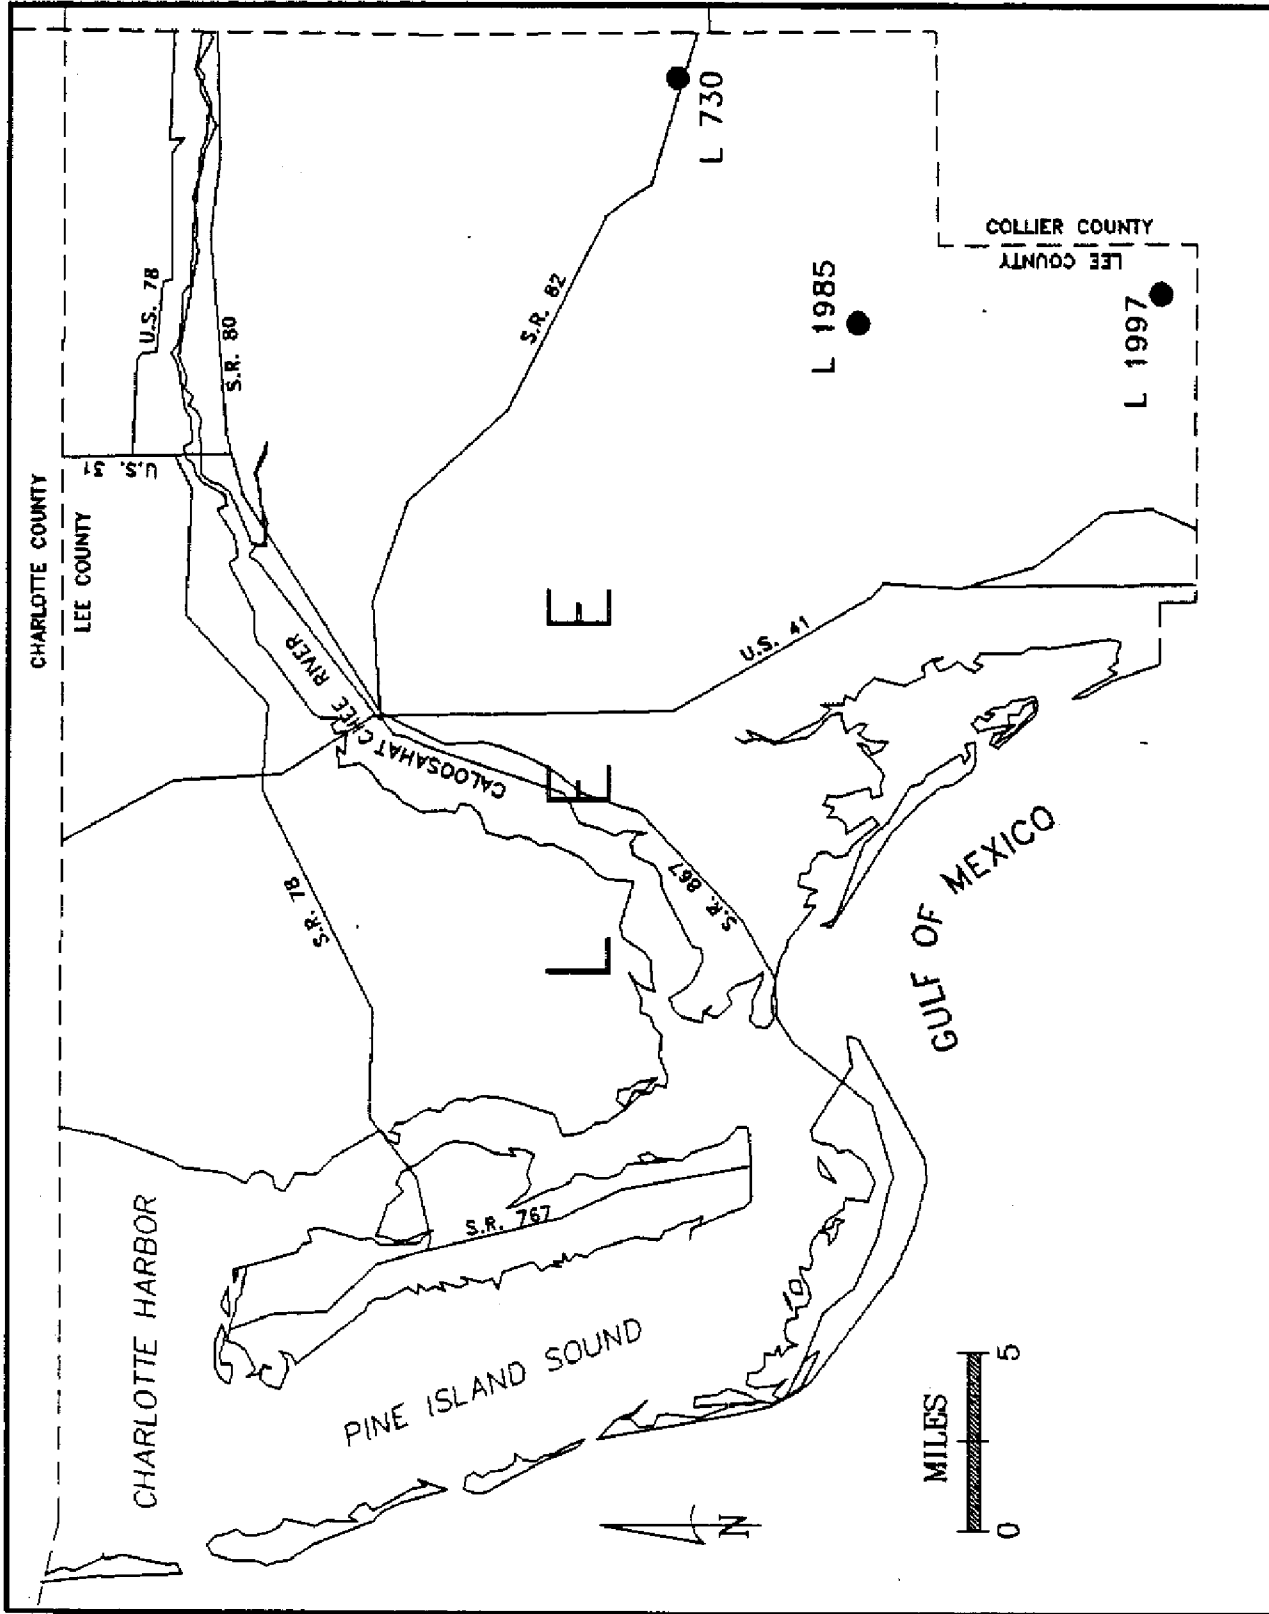 CHARLOTTE COUNTY
LEE COUNTY
CHARLOTTE HARBOR
U.S. 31
U.S. 78
S.R. 80
CALOOSAHATCHEE RIVER
S.R. 78
S.R. 82
S.R. 767
PINE ISLAND SOUND
L E E
S.R. 867
U.S. 41
L 730
L 1985
COLLIER COUNTY
LEE COUNTY
L 1997
GULF OF MEXICO
N
MILES
0 5